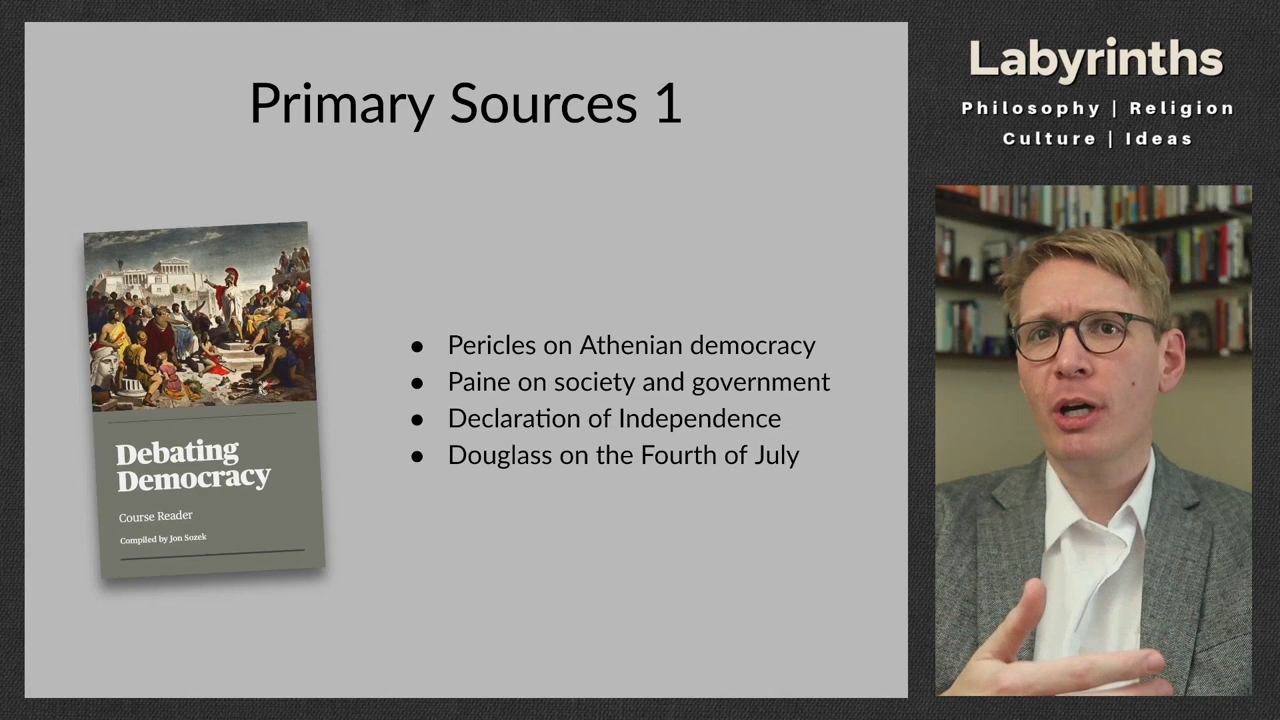 Primary Sources 1
Debating
Democracy
Course Reader
Compiled by Jon Sozek
● Pericles on Athenian democracy
● Paine on society and government
● Declaration of Independence
● Douglass on the Fourth of July
Labyrinths
Philosophy | Religion
Culture | Ideas